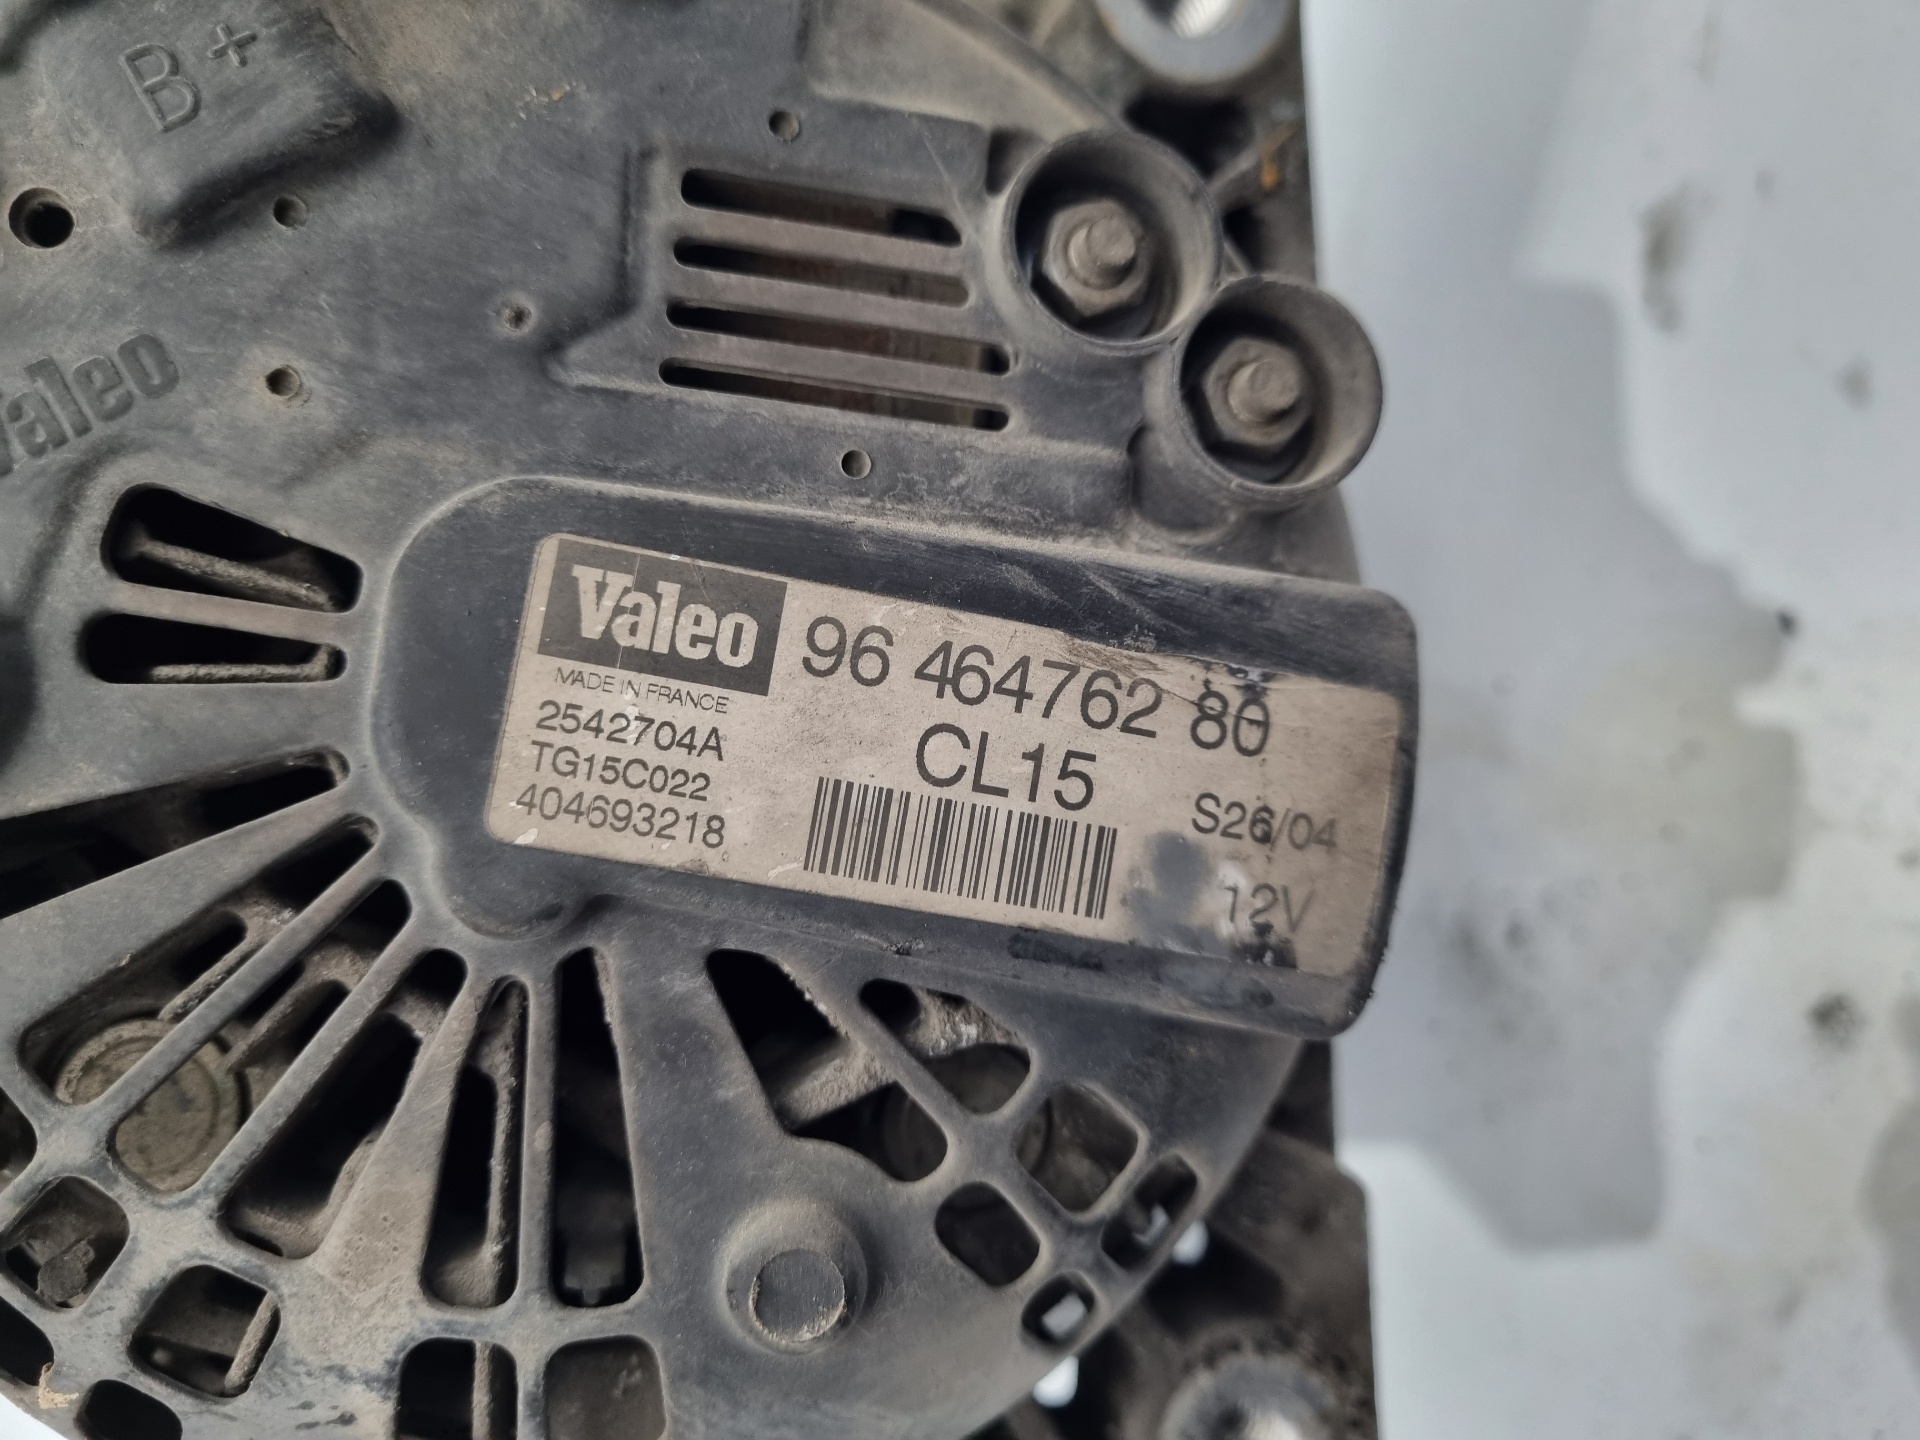 B+
Valeo
Valeo
MADE IN FRANCE
2542704A
TG15C022
404693218
96 464762 80
CL15
S26/04
12V